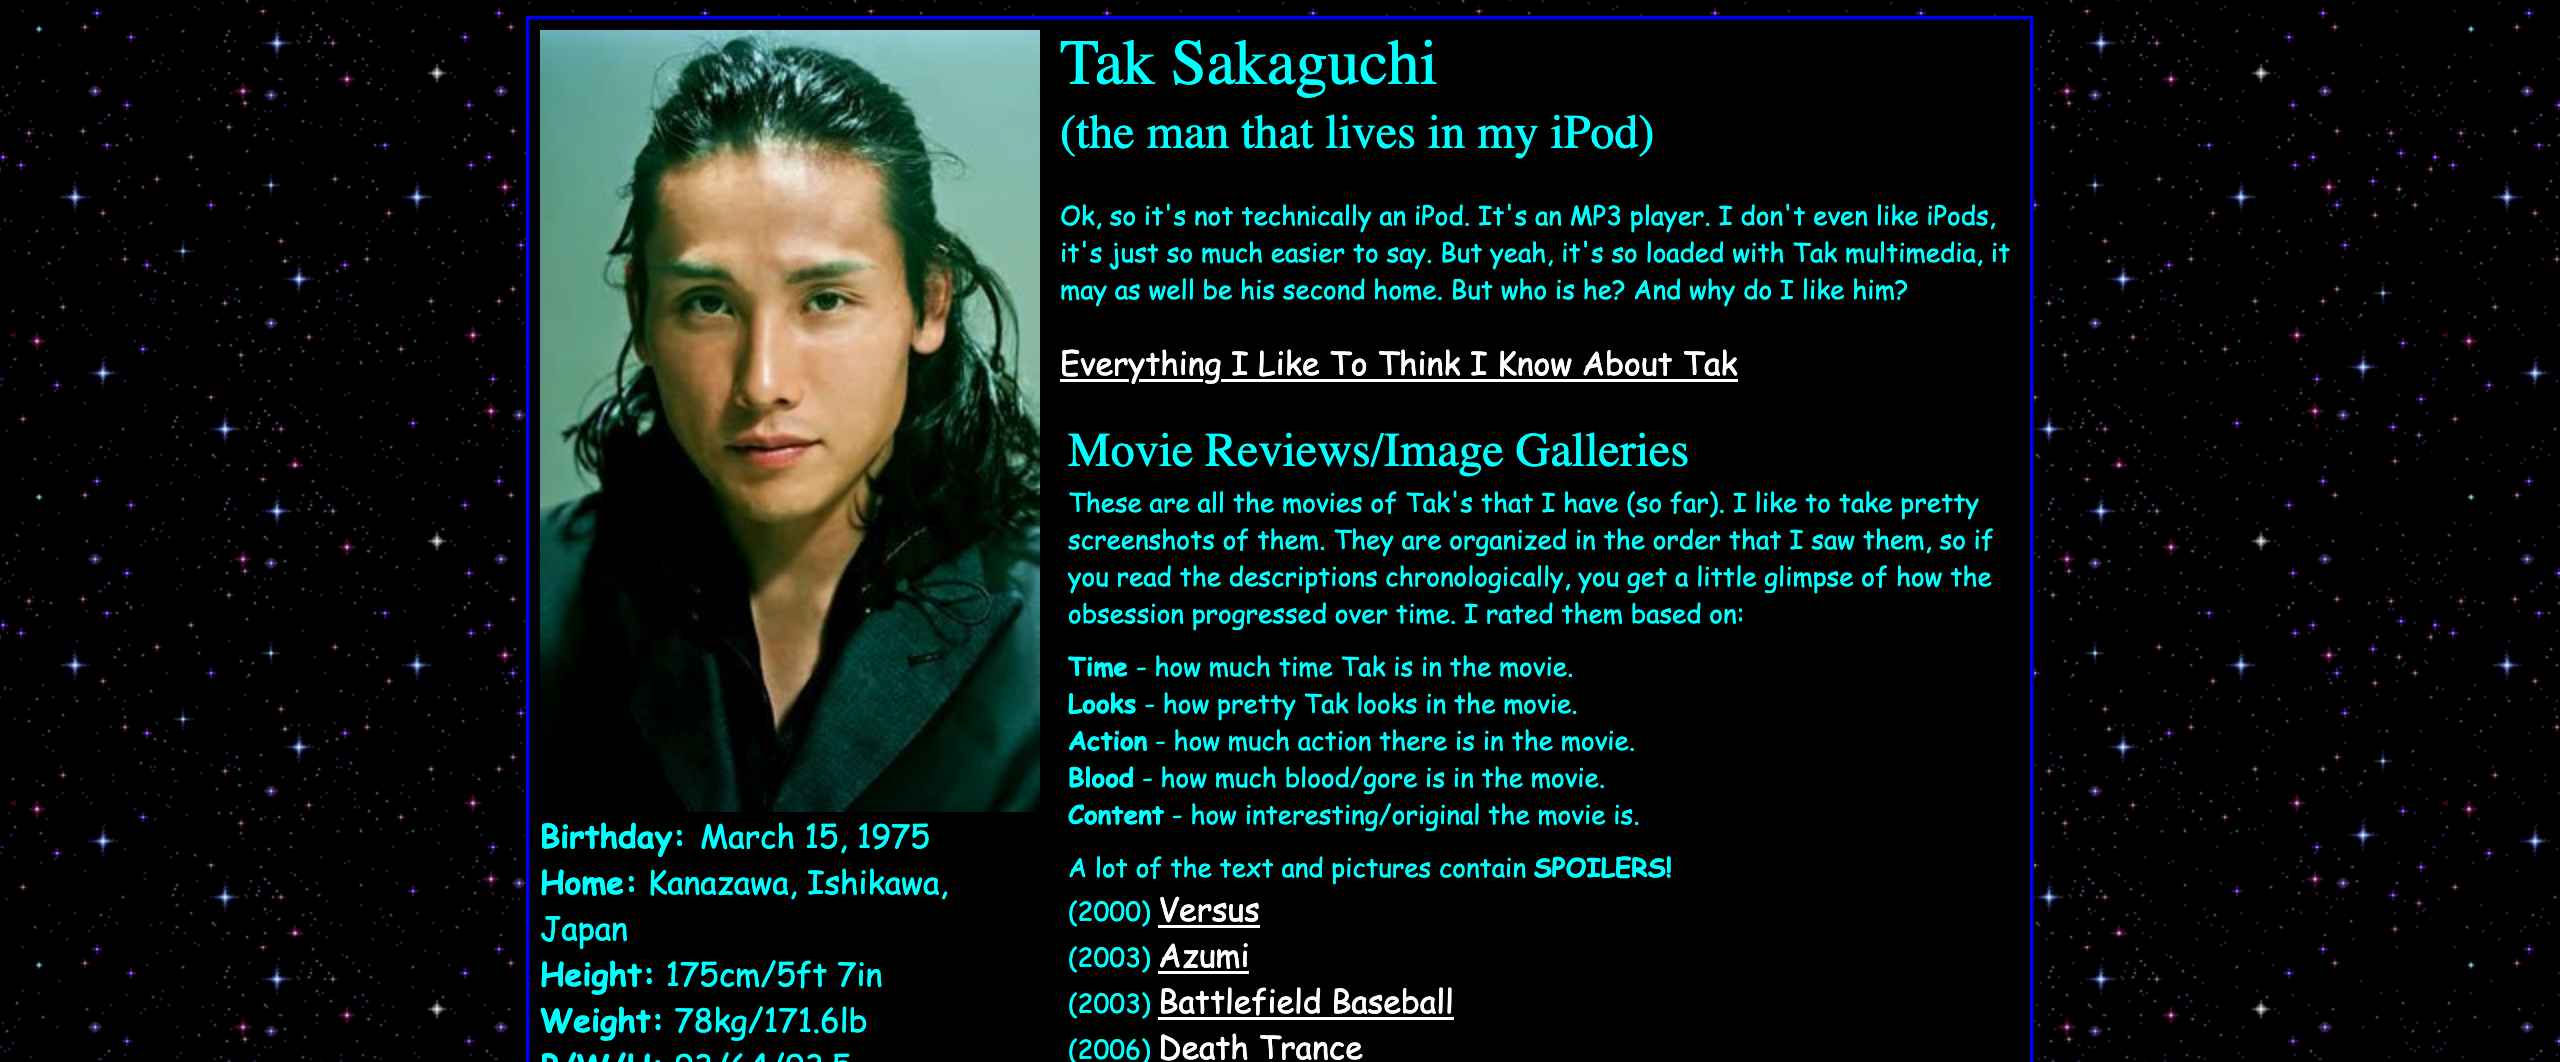 Tak Sakaguchi
(the man that lives in my iPod)
Ok, so it's not technically an iPod. It's an MP3 player. I don't even like iPods,
it's just so much easier to say. But yeah, it's so loaded with Tak multimedia, it
may as well be his second home. But who is he? And why do I like him?
Everything I Like To Think I Know About Tak
Movie Reviews/Image Galleries
These are all the movies of Tak's that I have (so far). I like to take pretty
screenshots of them. They are organized in the order that I saw them, so if
you read the descriptions chronologically, you get a little glimpse of how the
obsession progressed over time. I rated them based on:
Time - how much time Tak is in the movie.
Looks - how pretty Tak looks in the movie.
Action - how much action there is in the movie.
Blood - how much blood/gore is in the movie.
Content - how interesting/original the movie is.
A lot of the text and pictures contain SPOILERS!
(2000) Versus
(2003) Azumi
(2003) Battlefield Baseball
(2006) Death Trance
Birthday: March 15, 1975
Home: Kanazawa, Ishikawa,
Japan
Height: 175cm/5ft 7in
Weight: 78kg/171.6lb